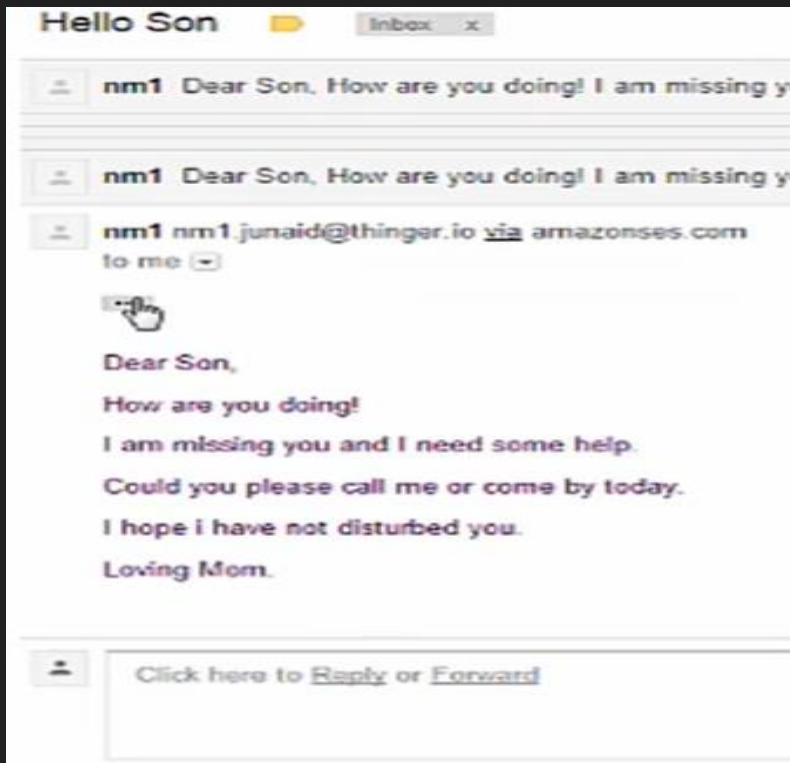 Hello Son
Inbox x
nm1 Dear Son, How are you doing! I am missing y
nm1 Dear Son, How are you doing! I am missing y
nm1 nm1.junaid@thinger.io via amazonses.com
to me
Dear Son,
How are you doing!
I am missing you and I need some help.
Could you please call me or come by today.
I hope i have not disturbed you.
Loving Mom.
Click here to Reply or Forward